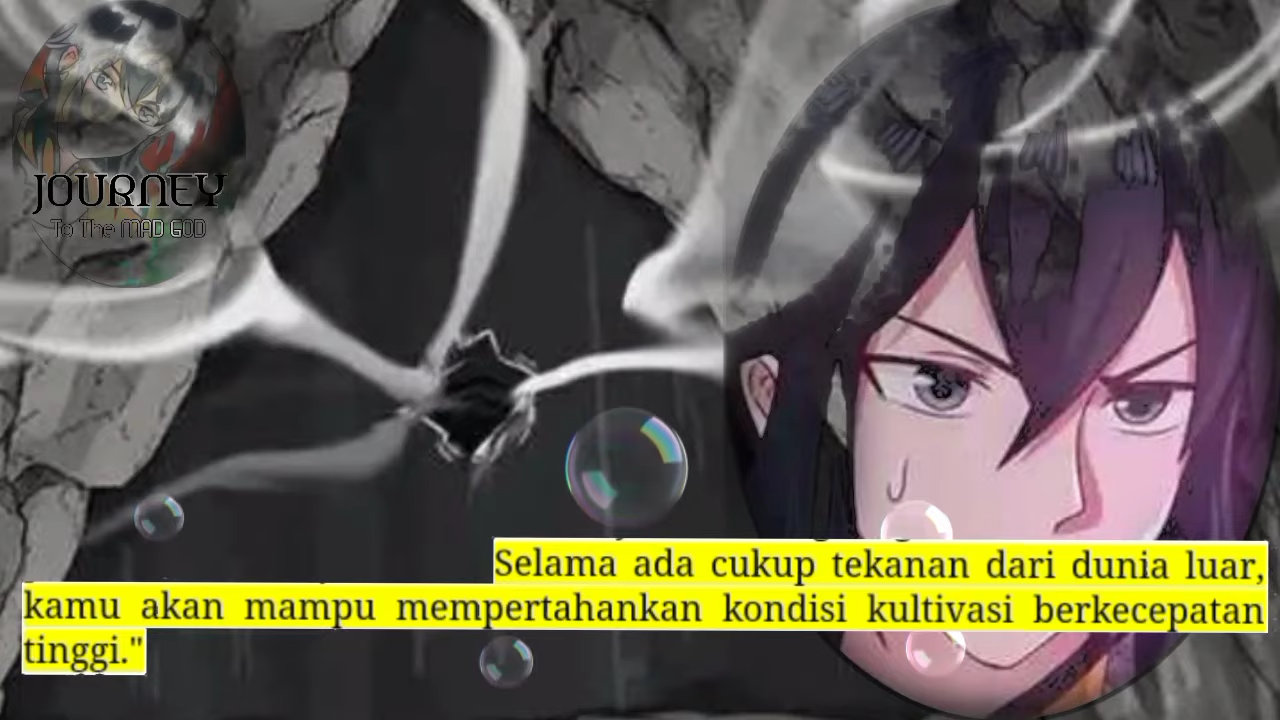 JOURNEY
To The MAD GOD
Selama ada cukup tekanan dari dunia luar,
kamu akan mampu mempertahankan kondisi kultivasi berkecepatan
tinggi."